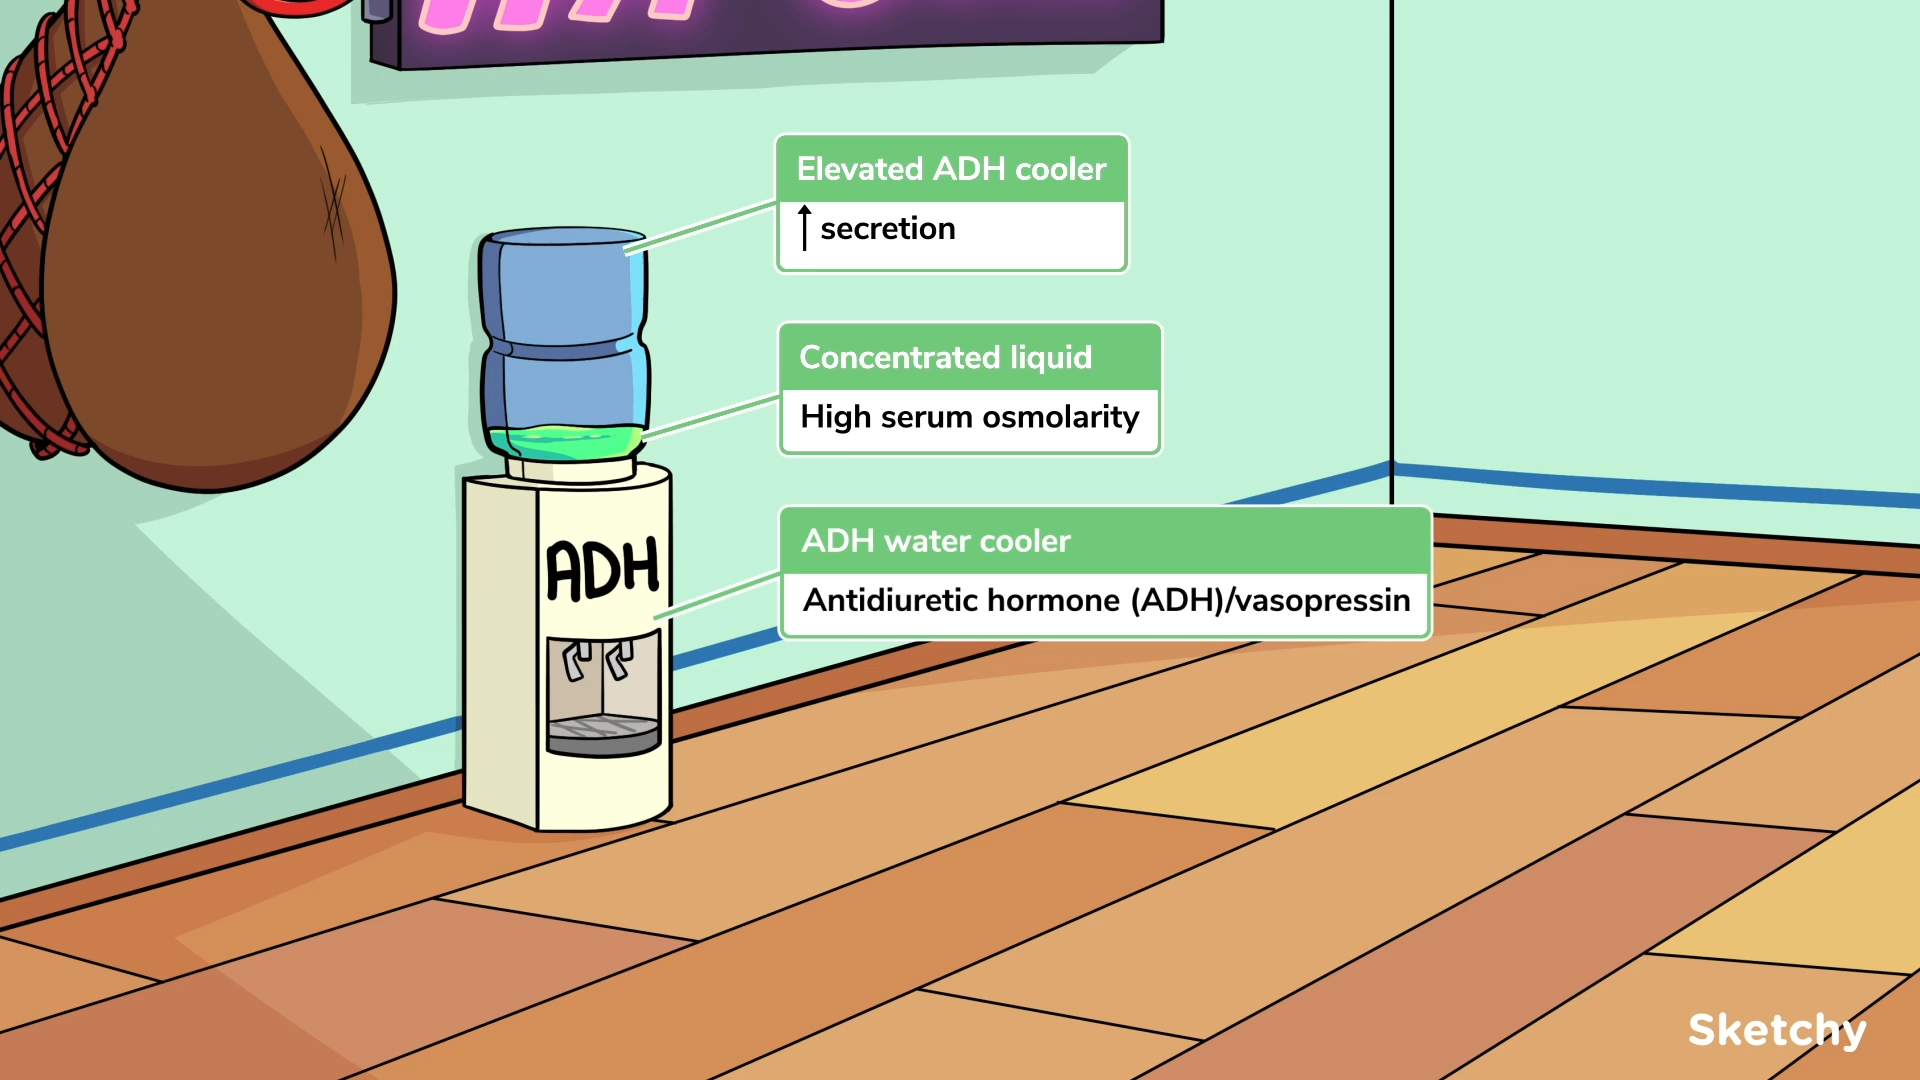 Elevated ADH cooler
↑ secretion
Concentrated liquid
High serum osmolarity
ADH water cooler
Antidiuretic hormone (ADH)/vasopressin
ADH
Sketchy